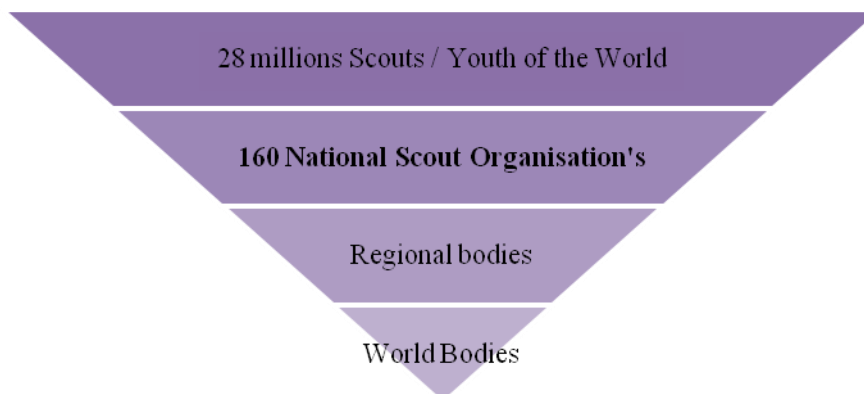 28 millions Scouts / Youth of the World
160 National Scout Organisation's
Regional bodies
World Bodies